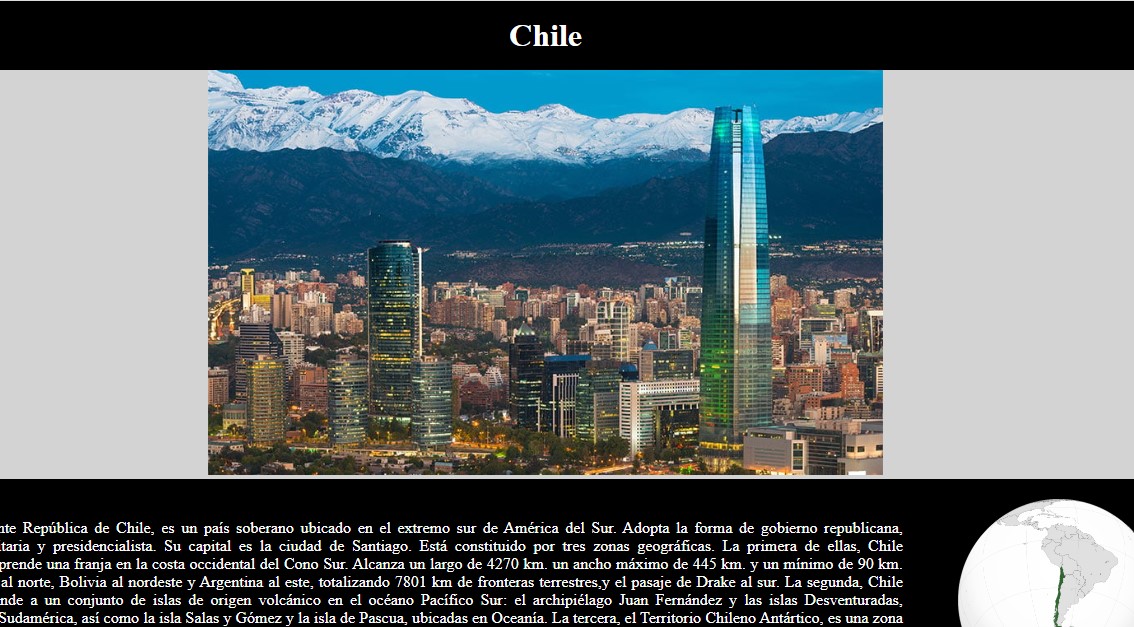 Chile
nte República de Chile, es un país soberano ubicado en el extremo sur de América del Sur. Adopta la forma de gobierno republicana,
taria y presidencialista. Su capital es la ciudad de Santiago. Está constituido por tres zonas geográficas. La primera de ellas, Chile
prende una franja en la costa occidental del Cono Sur. Alcanza un largo de 4270 km. un ancho máximo de 445 km. y un mínimo de 90 km.
al norte, Bolivia al nordeste y Argentina al este, totalizando 7801 km de fronteras terrestres,y el pasaje de Drake al sur. La segunda, Chile
nde a un conjunto de islas de origen volcánico en el océano Pacífico Sur: el archipiélago Juan Fernández y las islas Desventuradas,
Sudamérica, así como la isla Salas y Gómez y la isla de Pascua, ubicadas en Oceanía. La tercera, el Territorio Chileno Antártico, es una zona